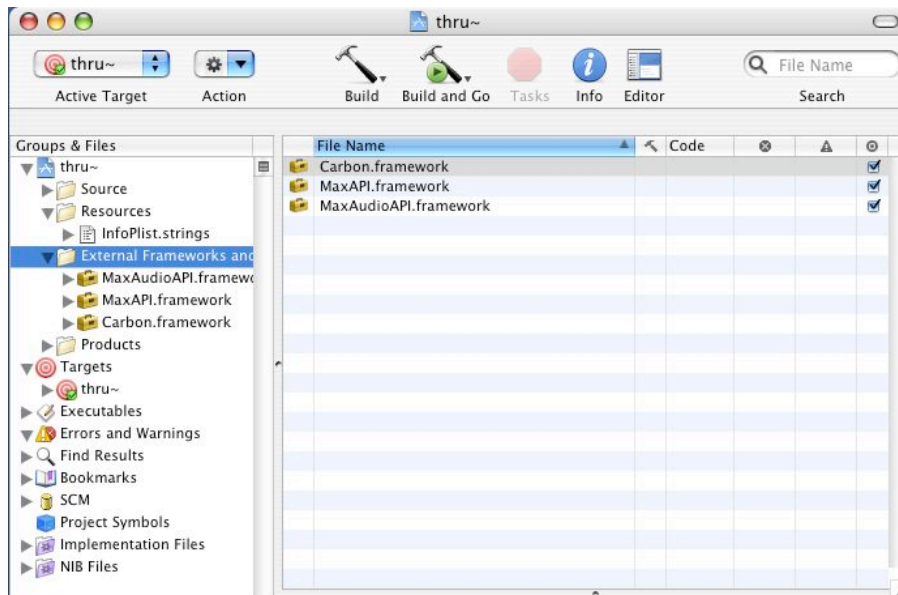 thru~
thru~
Active Target
Action
Build
Build and Go
Tasks
Info
Editor
File Name
Search
Groups & Files
thru~
Source
Resources
InfoPlist.strings
External Frameworks and
MaxAudioAPI.framewo
MaxAPI.framework
Carbon.framework
Products
Targets
thru~
Executables
Errors and Warnings
Find Results
Bookmarks
SCM
Project Symbols
Implementation Files
NIB Files
File Name Code
Carbon.framework
MaxAPI.framework
MaxAudioAPI.framework